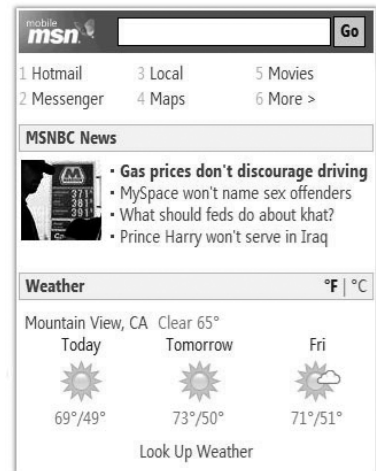 mobile
msn Go
1 Hotmail 3 Local 5 Movies
2 Messenger 4 Maps 6 More >
MSNBC News
▪ Gas prices don't discourage driving
▪ MySpace won't name sex offenders
▪ What should feds do about khat?
▪ Prince Harry won't serve in Iraq
371
381
391
Weather °F | °C
Mountain View, CA Clear 65°
Today Tomorrow Fri
69°/49° 73°/50° 71°/51°
Look Up Weather